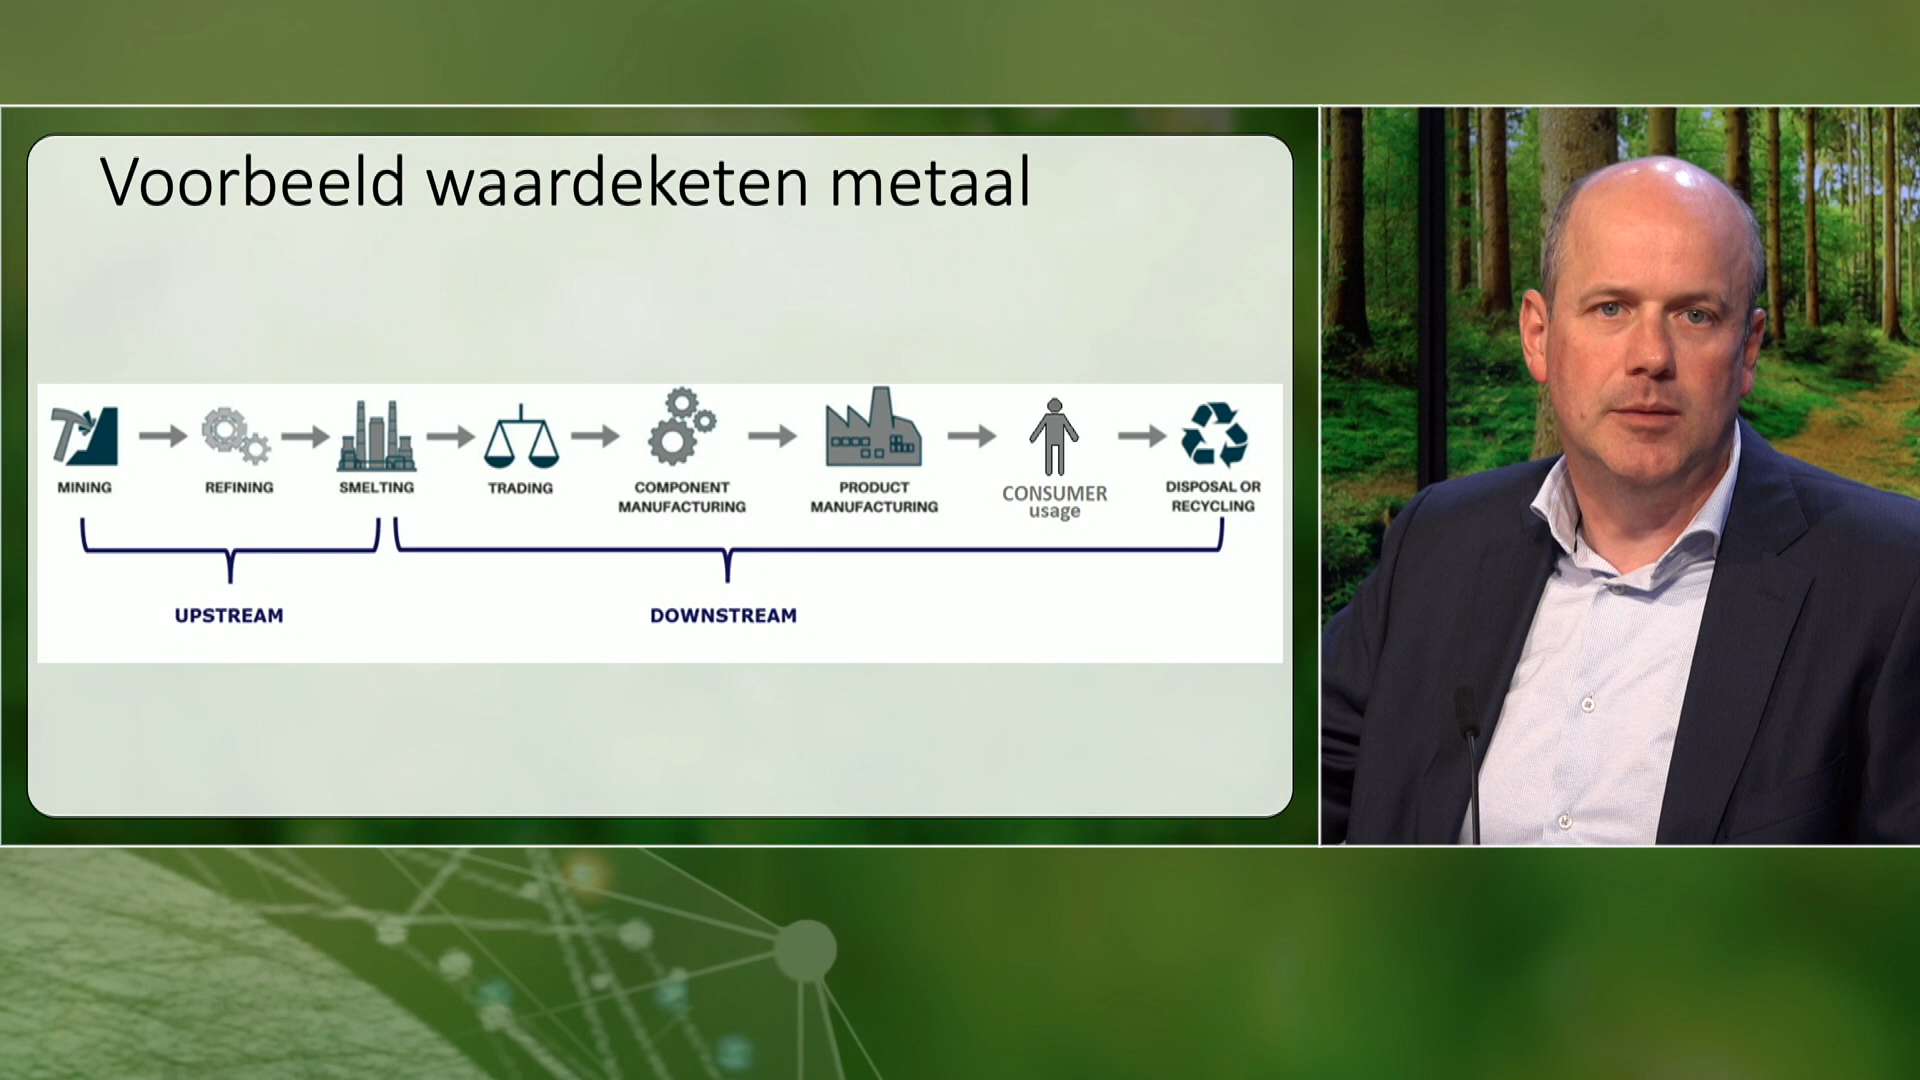 Voorbeeld waardeketen metaal
MINING
REFINING
SMELTING
TRADING
COMPONENT
MANUFACTURING
PRODUCT
MANUFACTURING
CONSUMER
usage
DISPOSAL OR
RECYCLING
UPSTREAM
DOWNSTREAM